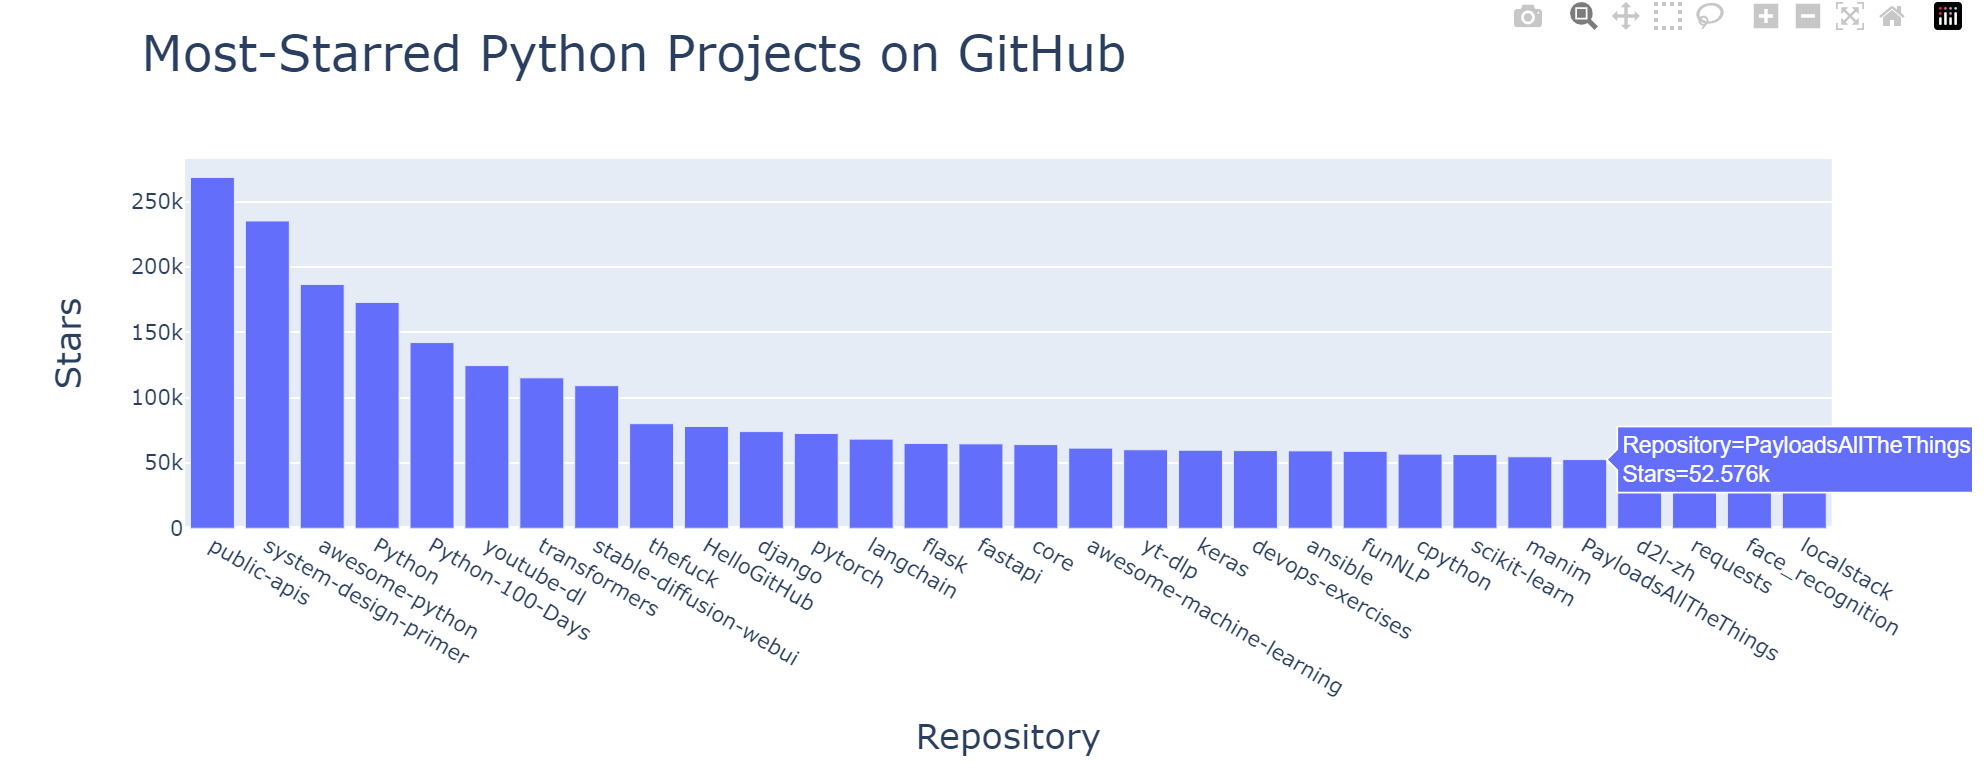 Most-Starred Python Projects on GitHub
Stars
250k
200k
150k
100k
50k
0
Repository=PayloadsAllTheThings
Stars=52.576k
public-apis
system-design-primer
awesome-python
Python
Python-100-Days
youtube-dl
transformers
stable-diffusion-webui
thefuck
HelloGitHub
django
pytorch
langchain
flask
fastapi
core
awesome-machine-learning
yt-dlp
keras
devops-exercises
ansible
funNLP
cpython
scikit-learn
manim
PayloadsAllTheThings
d2l-zh
requests
face_recognition
localstack
Repository